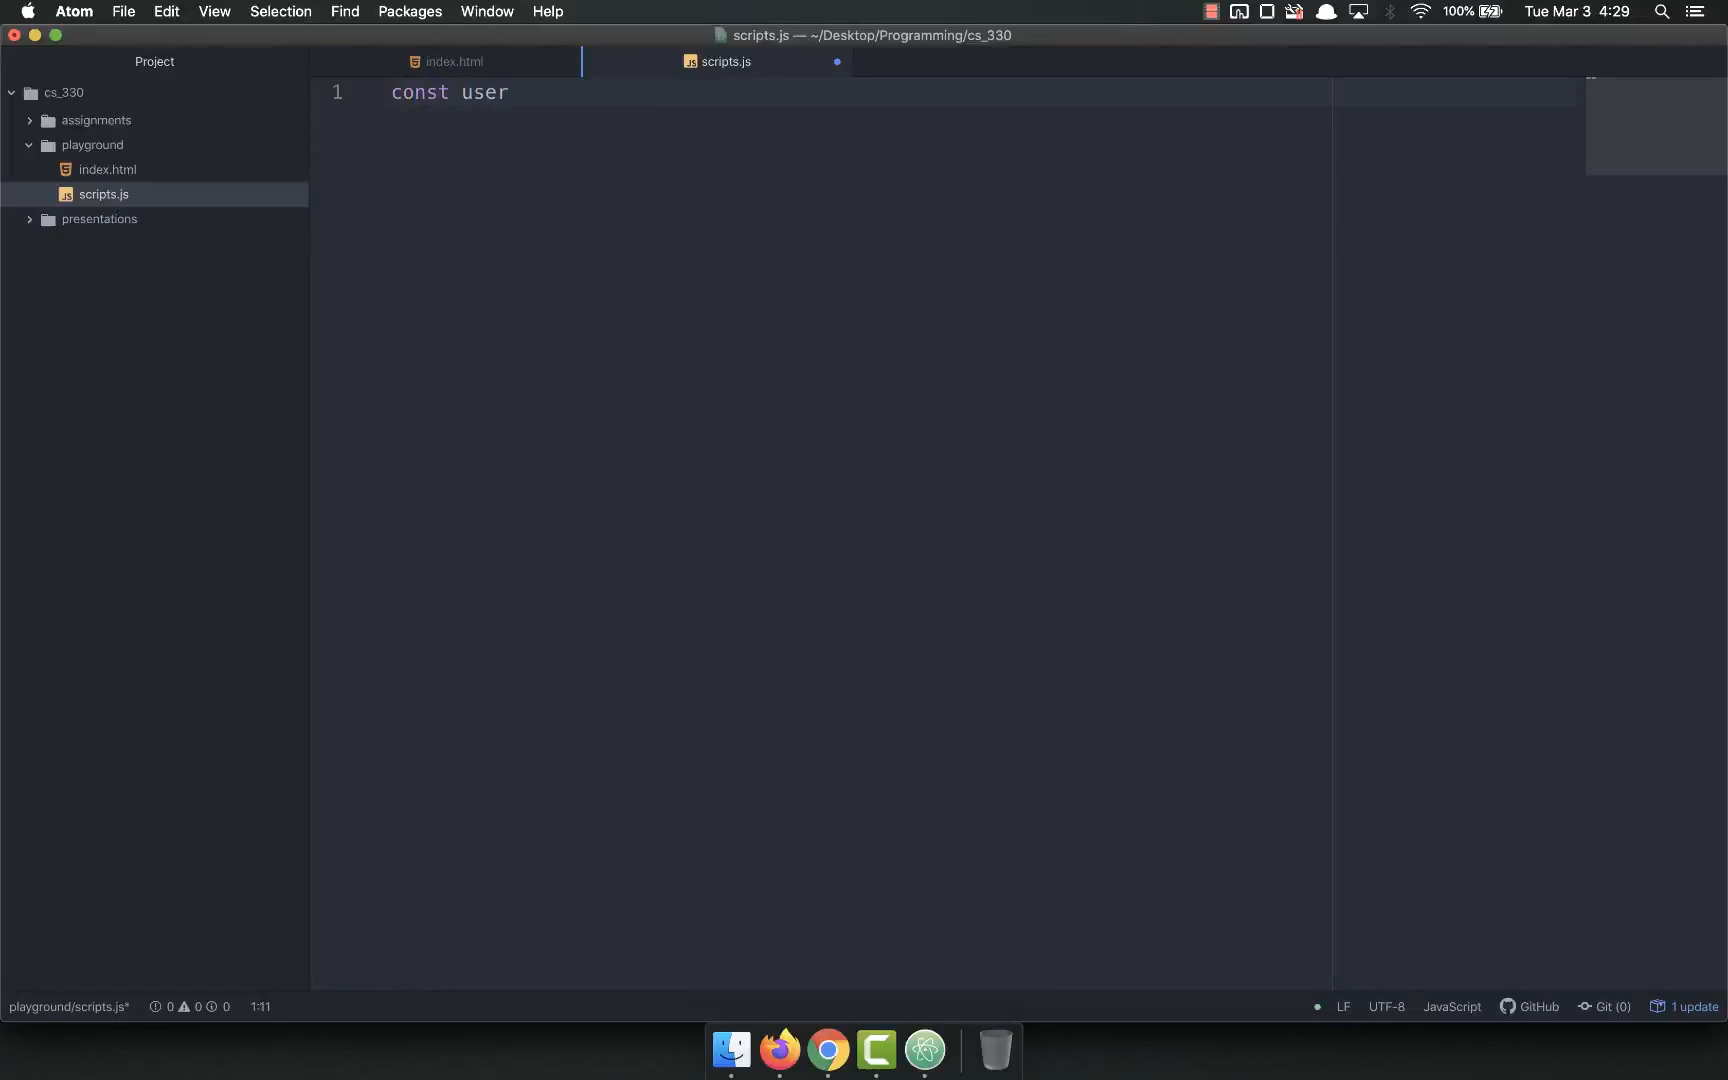 Atom File Edit View Selection Find Packages Window Help 100% Tue Mar 3 4:29
scripts.js — ~/Desktop/Programming/cs_330
Project index.html scripts.js
cs_330
assignments
playground
index.html
scripts.js
presentations
1 const user
playground/scripts.js* 0 0 0 1:11 LF UTF-8 JavaScript GitHub Git (0) 1 update